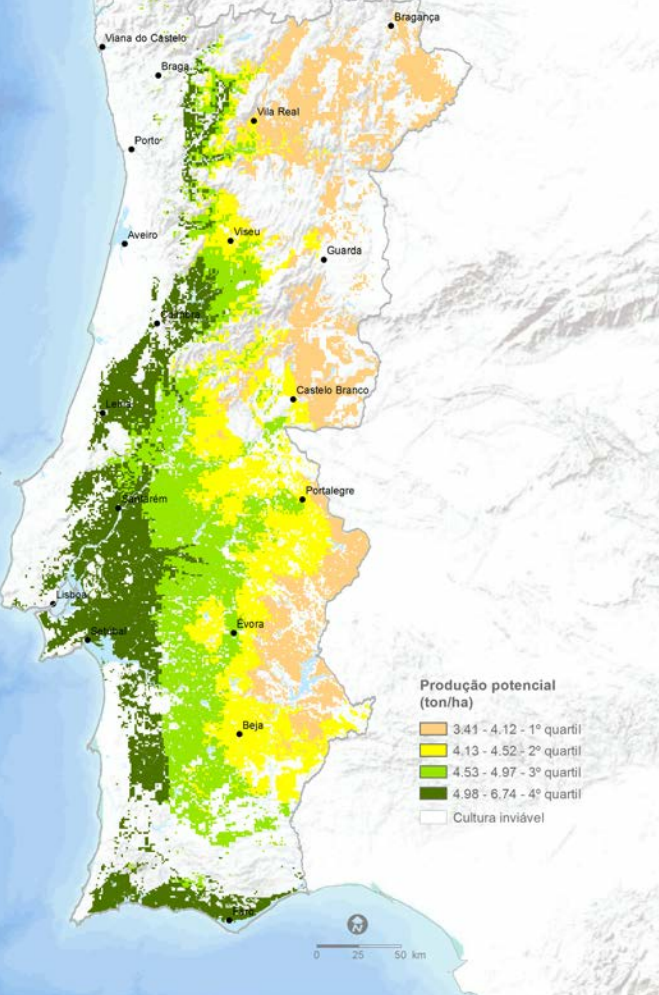 Bragança
Viana do Castelo
Braga
Vila Real
Porto
Viseu
Aveiro
Guarda
Coimbra
Castelo Branco
Leiria
Portalegre
Santarém
Lisboa
Évora
Setúbal
Produção potencial
(ton/ha)
3.41 - 4.12 - 1º quartil
Beja
4.13 - 4.52 - 2º quartil
4.53 - 4.97 - 3º quartil
4.98 - 6.74 - 4º quartil
Cultura inviável
Faro
N
0 25 50 km